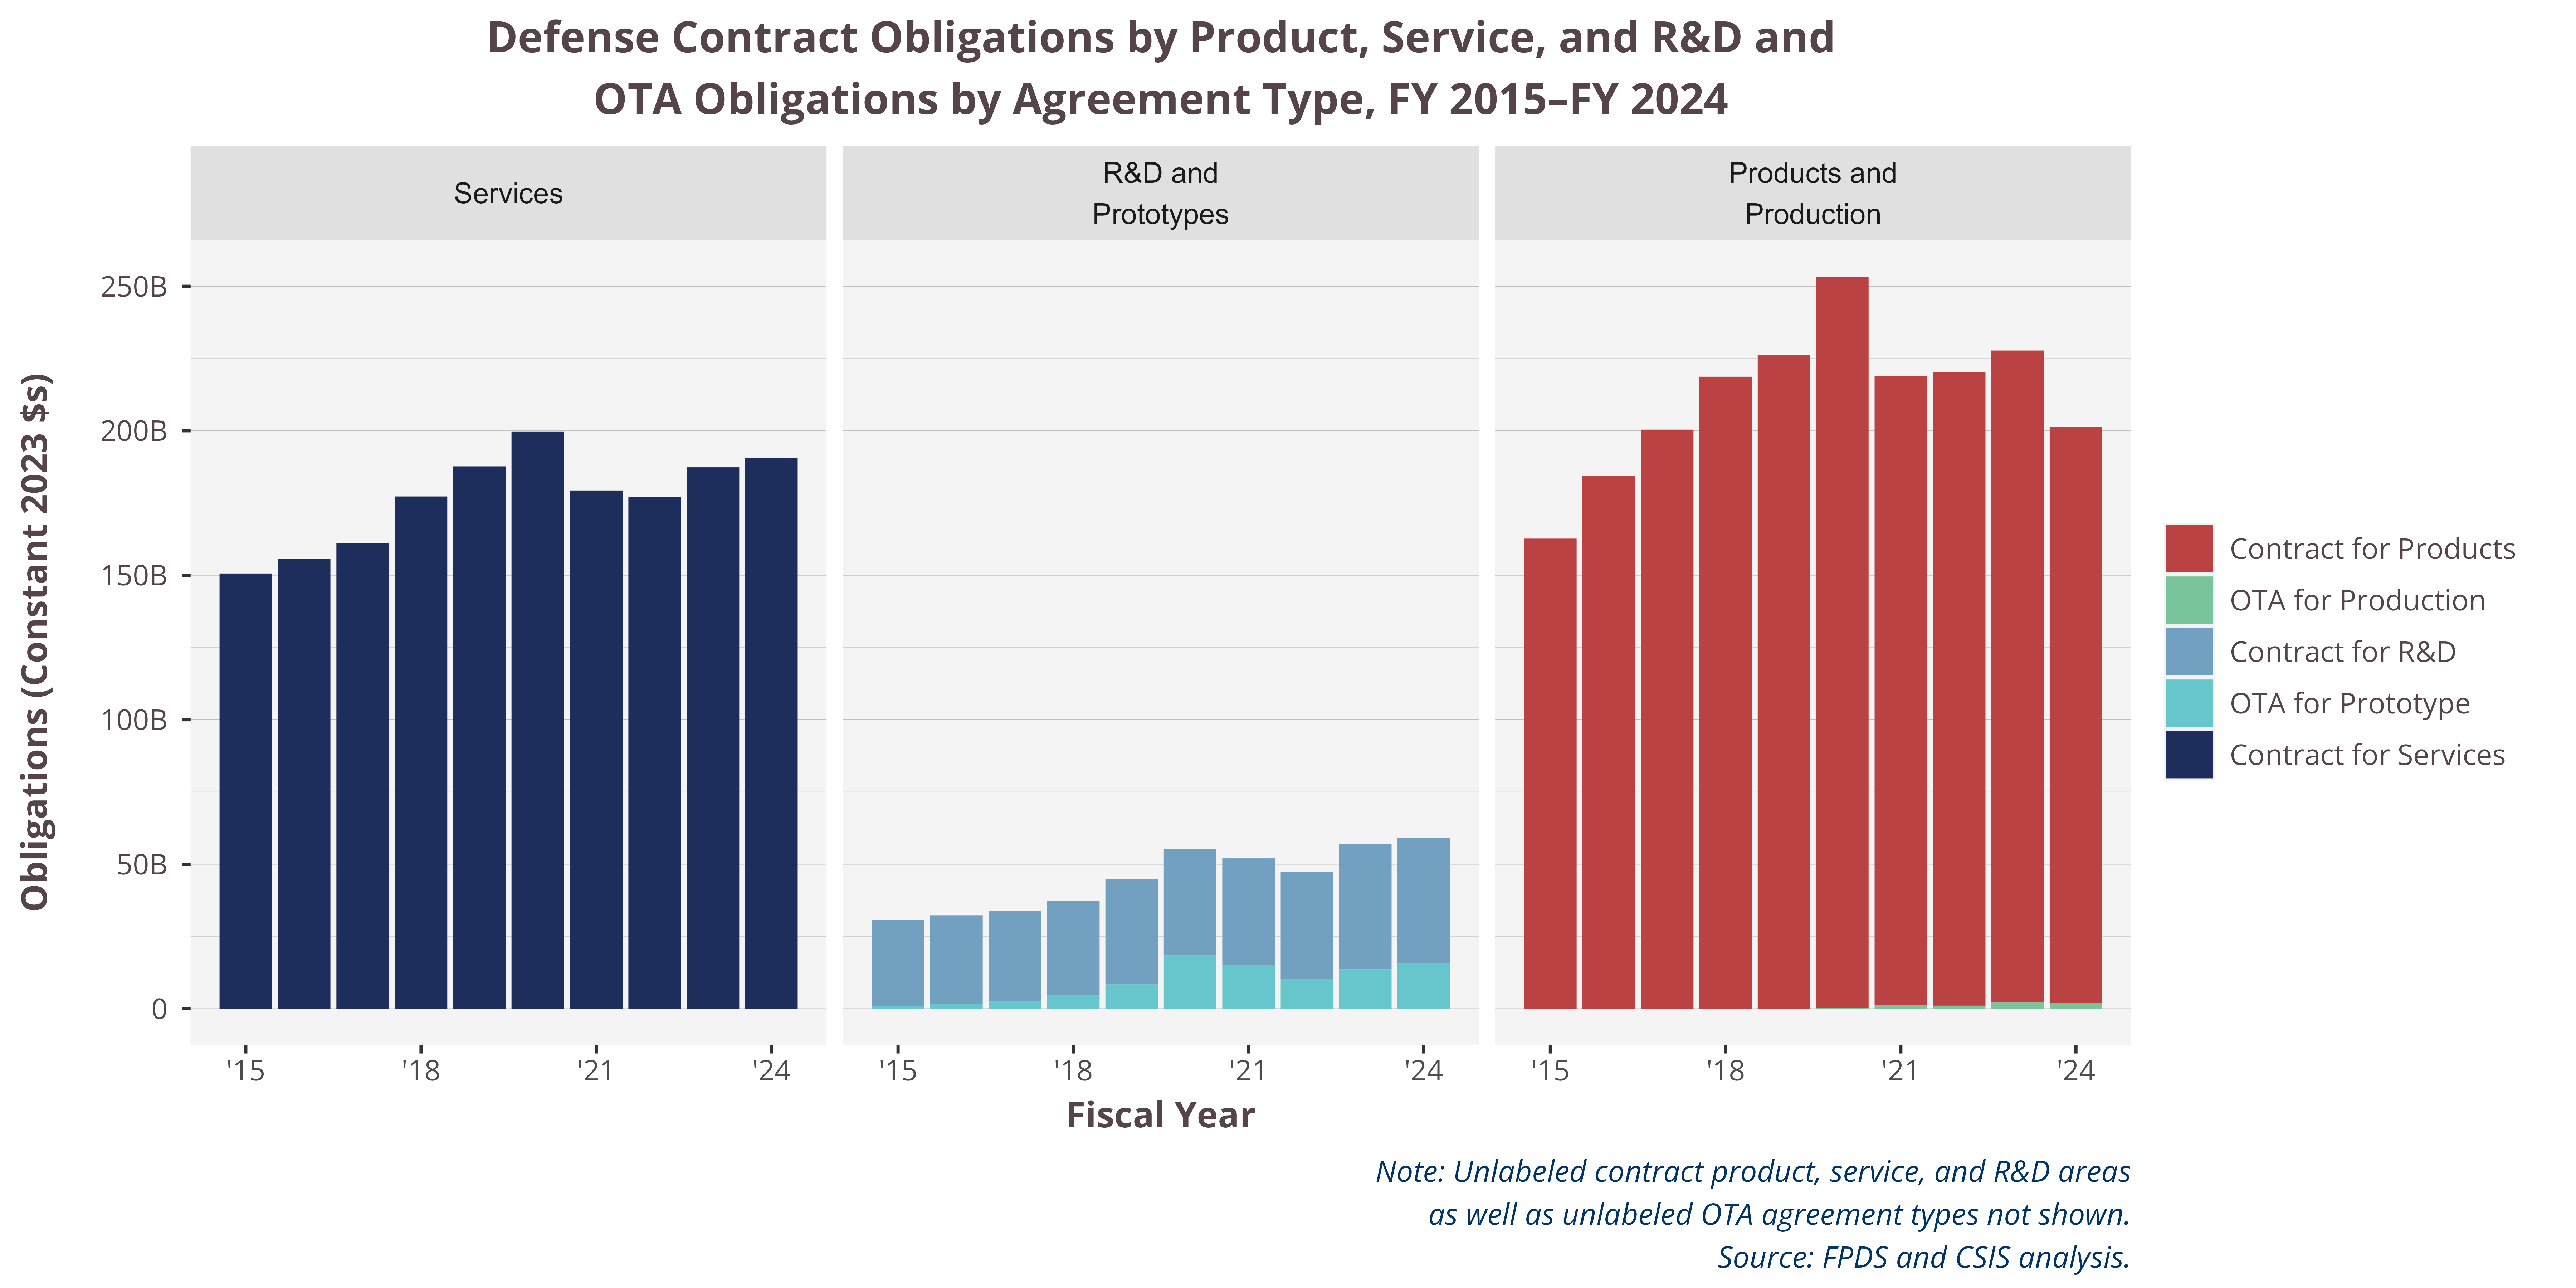 Defense Contract Obligations by Product, Service, and R&D and
OTA Obligations by Agreement Type, FY 2015–FY 2024
Services
R&D and
Prototypes
Products and
Production
Obligations (Constant 2023 $s)
250B
200B
150B
100B
50B
0
'15
'18
'21
'24
'15
'18
'21
'24
'15
'18
'21
'24
Fiscal Year
Contract for Products
OTA for Production
Contract for R&D
OTA for Prototype
Contract for Services
Note: Unlabeled contract product, service, and R&D areas
as well as unlabeled OTA agreement types not shown.
Source: FPDS and CSIS analysis.